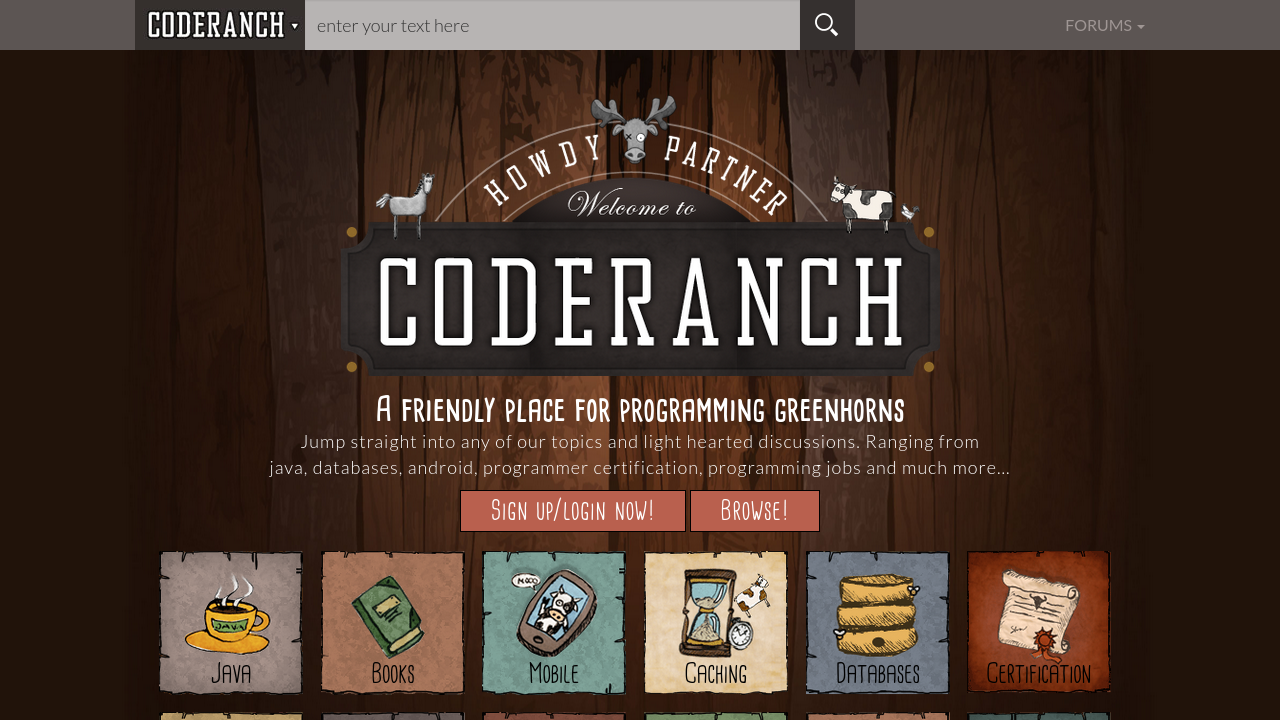 CODERANCH
enter your text here
FORUMS
HOWDY PARTNER
Welcome to
CODERANCH
A FRIENDLY PLACE FOR PROGRAMMING GREENHORNS
Jump straight into any of our topics and light hearted discussions. Ranging from
java, databases, android, programmer certification, programming jobs and much more...
SIGN UP/LOGIN NOW!
BROWSE!
JAVA
MOOO
JAVA
BOOKS
MOBILE
CACHING
DATABASES
CERTIFICATION